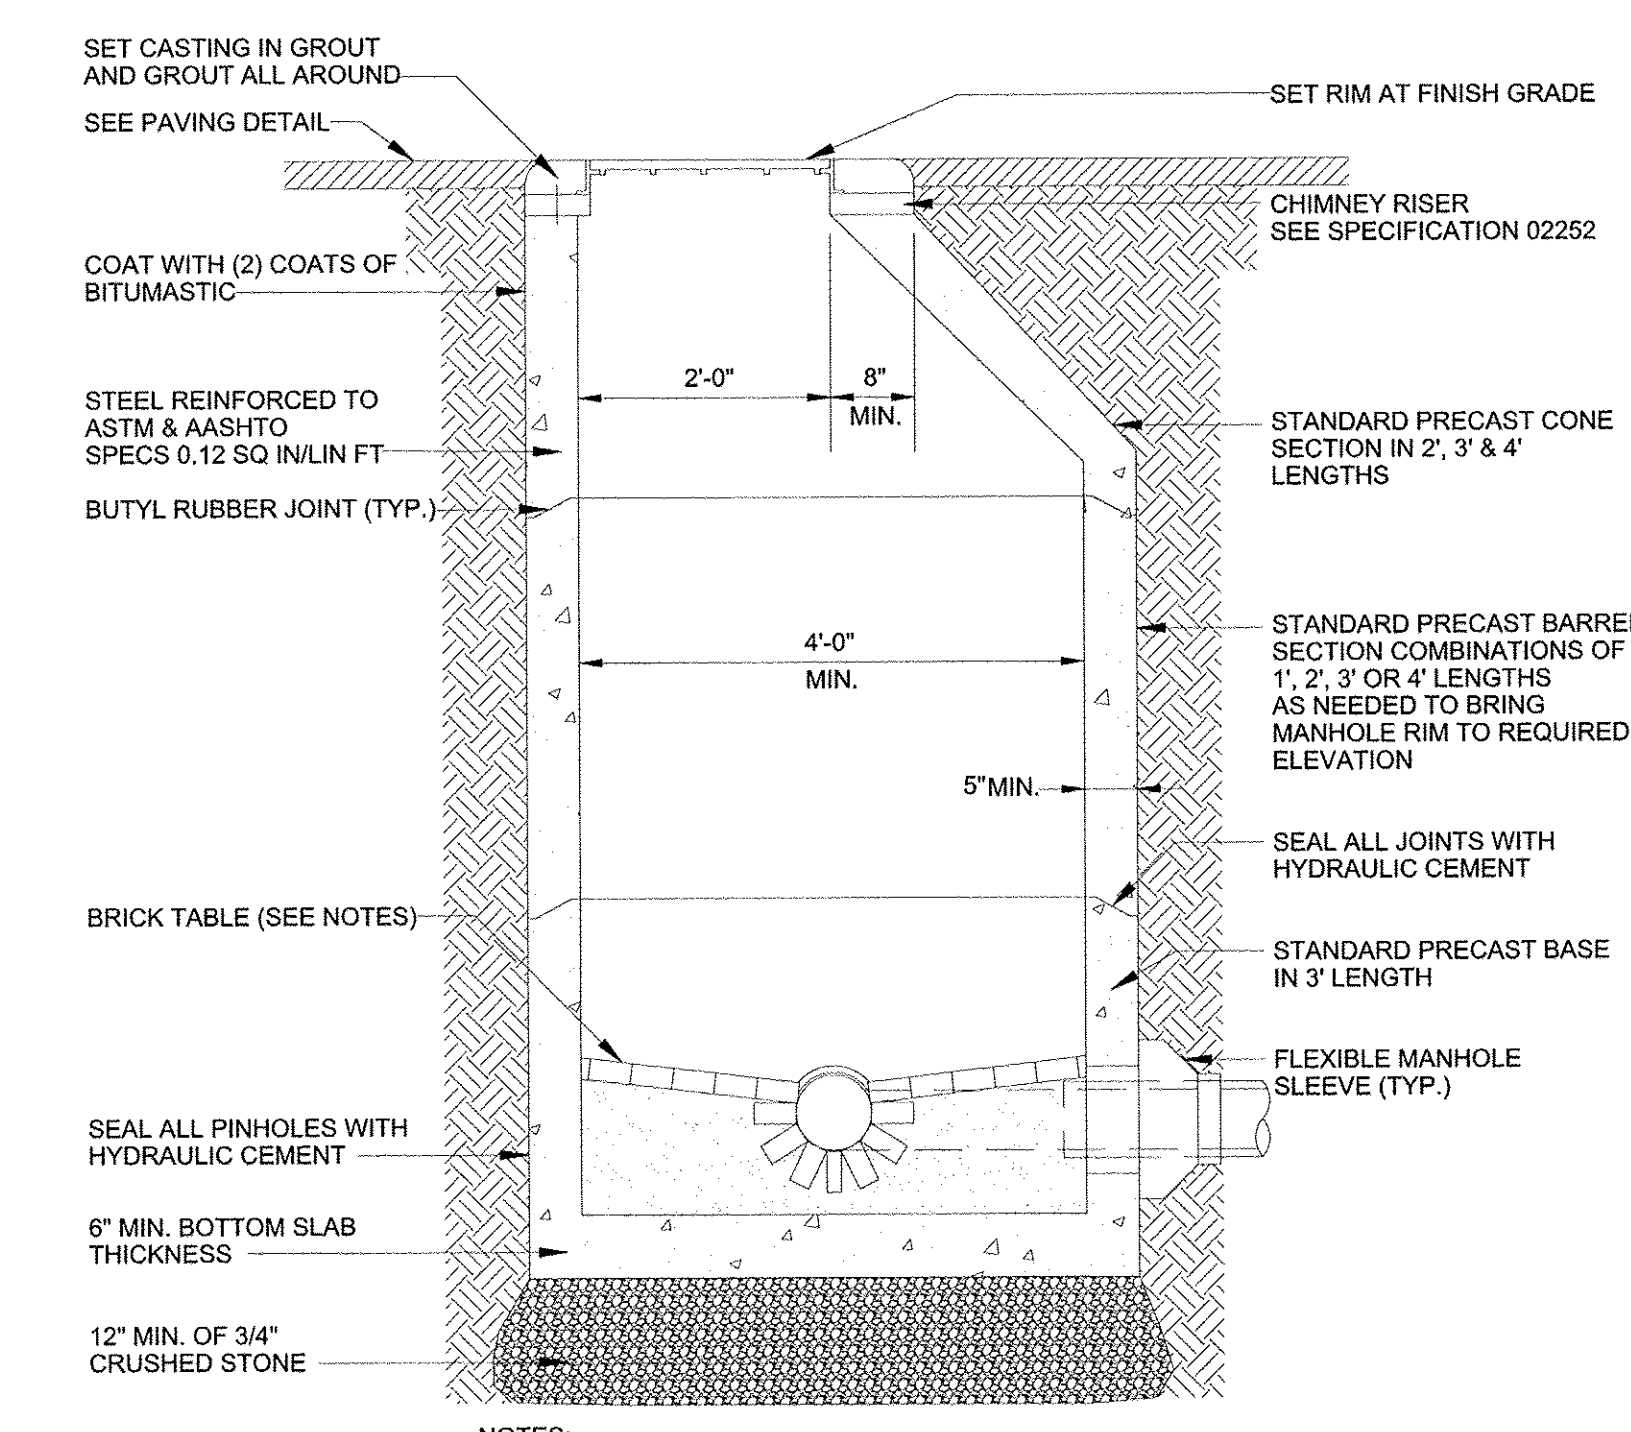 SET CASTING IN GROUT
AND GROUT ALL AROUND
SEE PAVING DETAIL
COAT WITH (2) COATS OF
BITUMASTIC
STEEL REINFORCED TO
ASTM & AASHTO
SPECS 0.12 SQ IN/LIN FT
BUTYL RUBBER JOINT (TYP.)
BRICK TABLE (SEE NOTES)
SEAL ALL PINHOLES WITH
HYDRAULIC CEMENT
6" MIN. BOTTOM SLAB
THICKNESS
12" MIN. OF 3/4"
CRUSHED STONE
2'-0"
8"
MIN.
4'-0"
MIN.
5"MIN.
SET RIM AT FINISH GRADE
CHIMNEY RISER
SEE SPECIFICATION 02252
STANDARD PRECAST CONE
SECTION IN 2', 3' & 4'
LENGTHS
STANDARD PRECAST BARREL
SECTION COMBINATIONS OF
1', 2', 3' OR 4' LENGTHS
AS NEEDED TO BRING
MANHOLE RIM TO REQUIRED
ELEVATION
SEAL ALL JOINTS WITH
HYDRAULIC CEMENT
STANDARD PRECAST BASE
IN 3' LENGTH
FLEXIBLE MANHOLE
SLEEVE (TYP.)
NOTES: